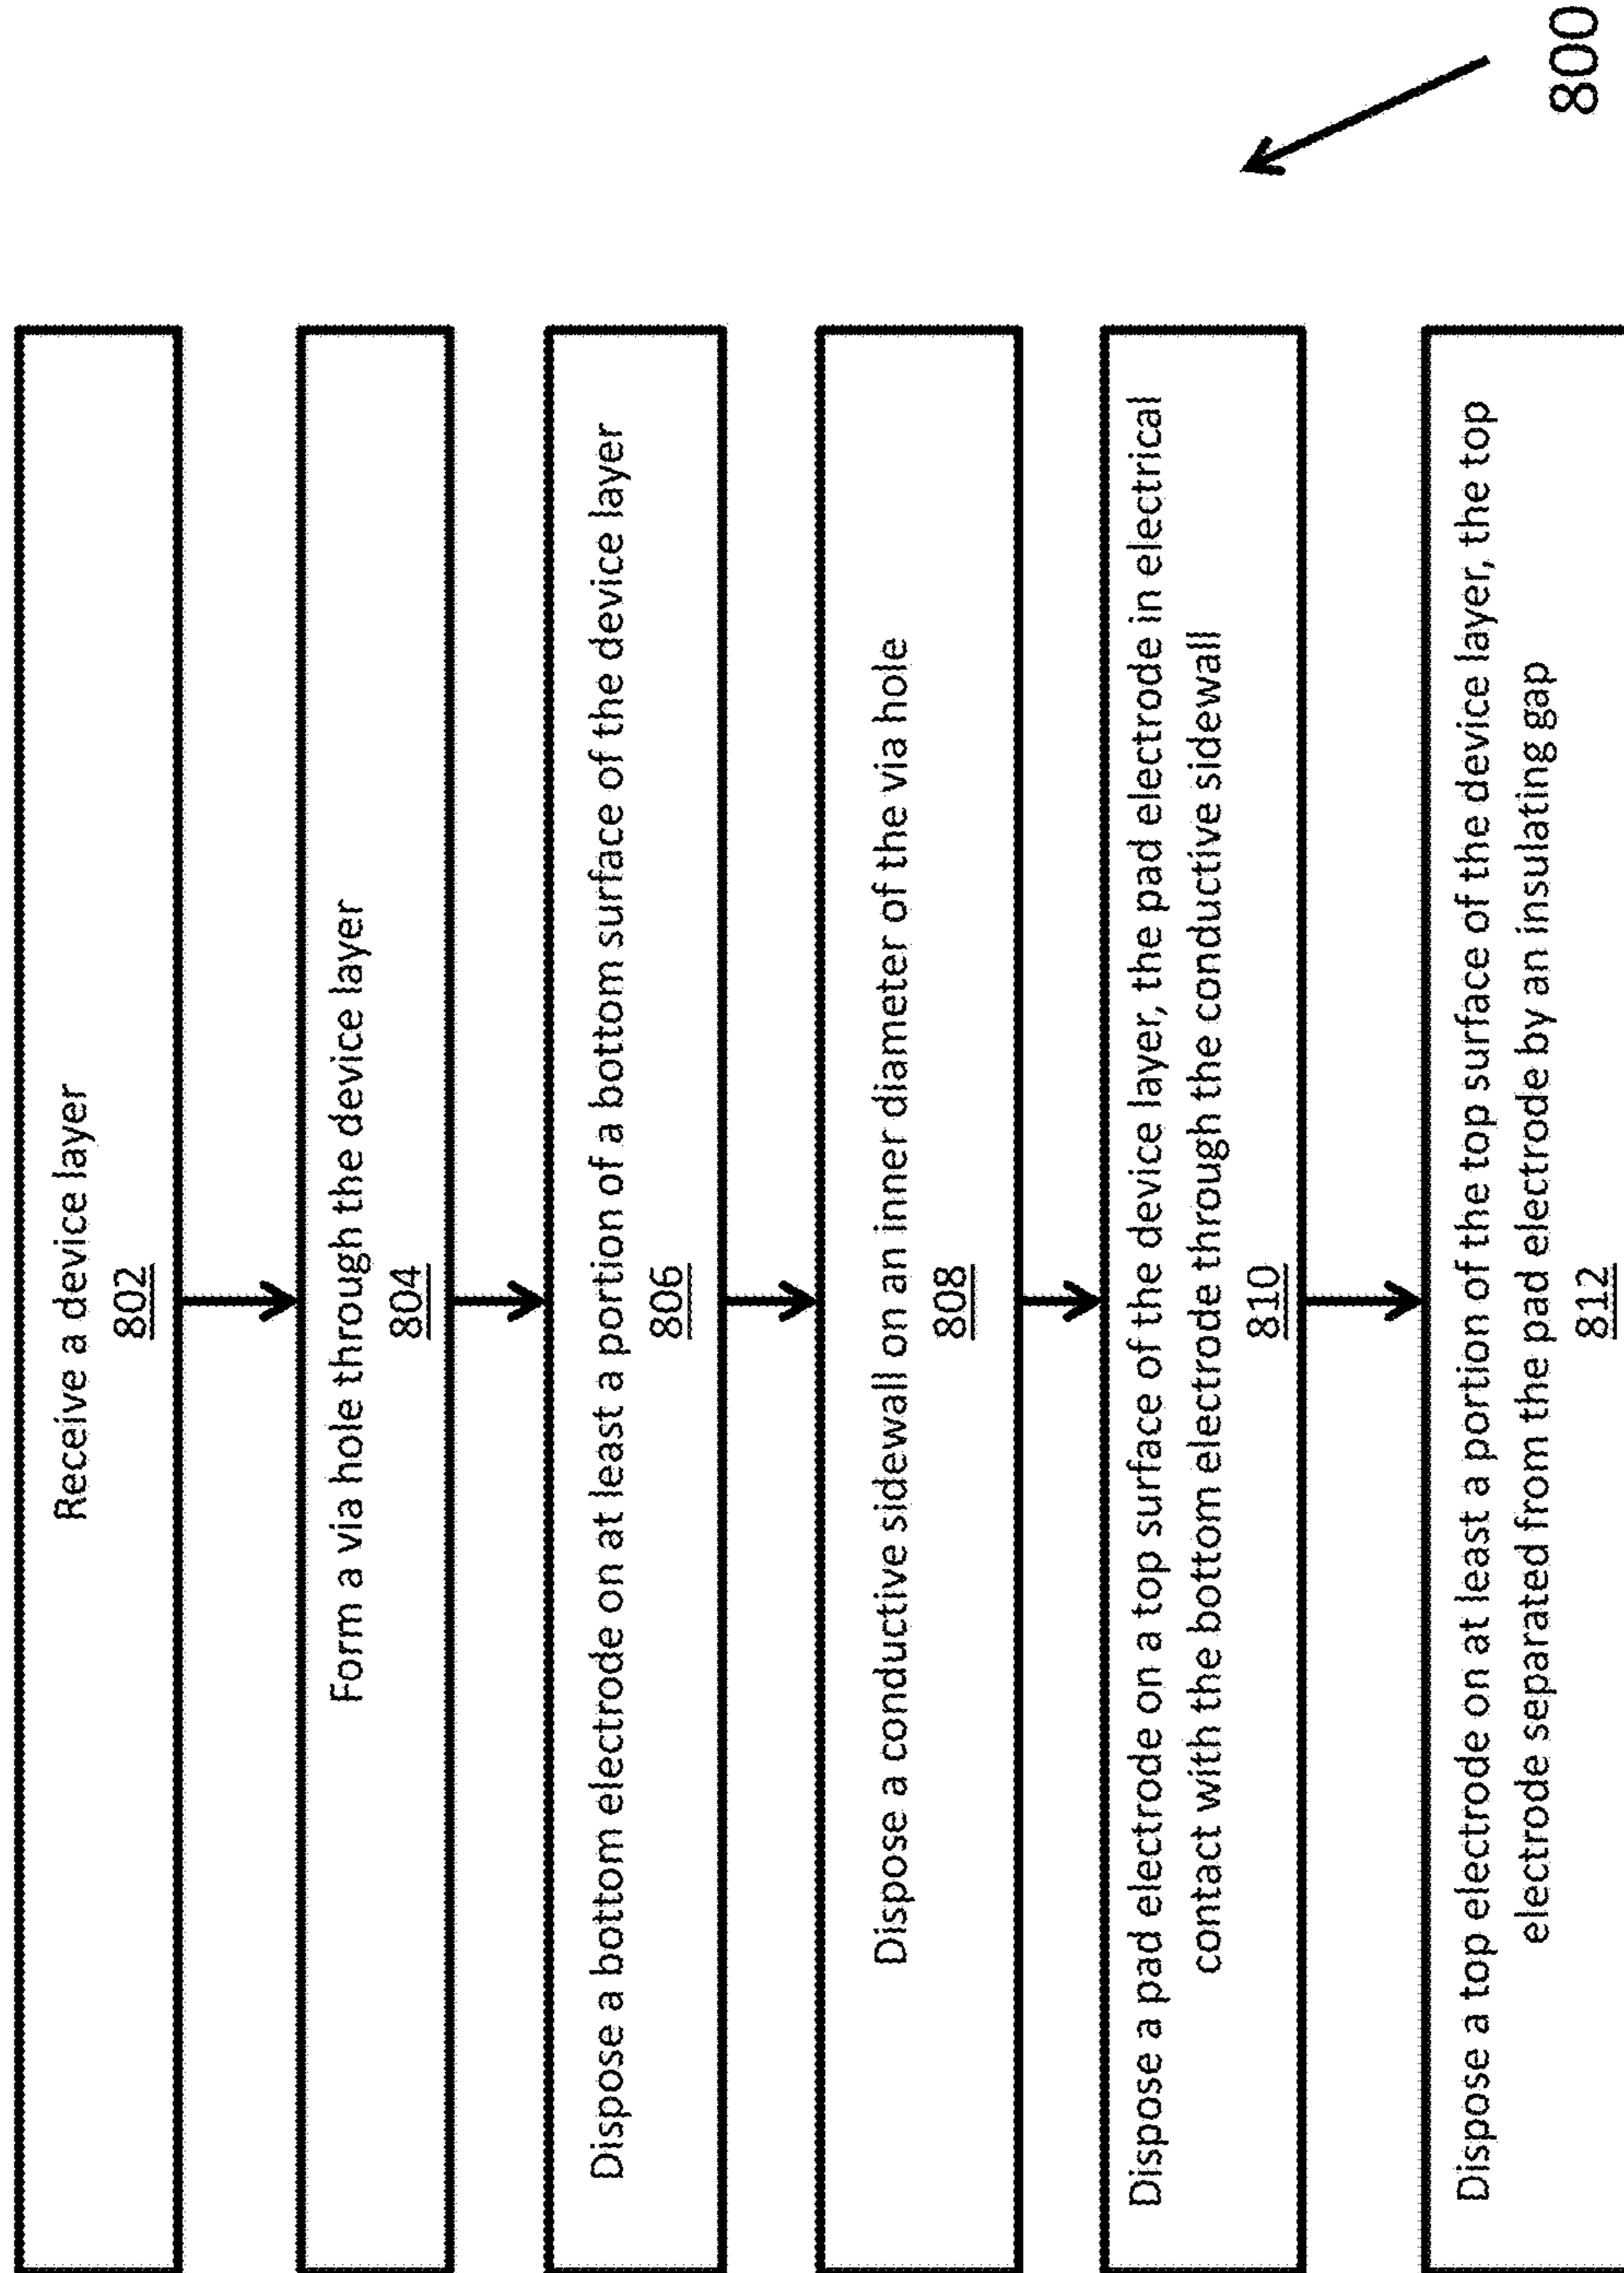 Receive a device layer
802
Form a via hole through the device layer
804
Dispose a bottom electrode on at least a portion of a bottom surface of the device layer
806
Dispose a conductive sidewall on an inner diameter of the via hole
808
Dispose a pad electrode on a top surface of the device layer, the pad electrode in electrical
contact with the bottom electrode through the conductive sidewall
810
Dispose a top electrode on at least a portion of the top surface of the device layer, the top
electrode separated from the pad electrode by an insulating gap
812
800